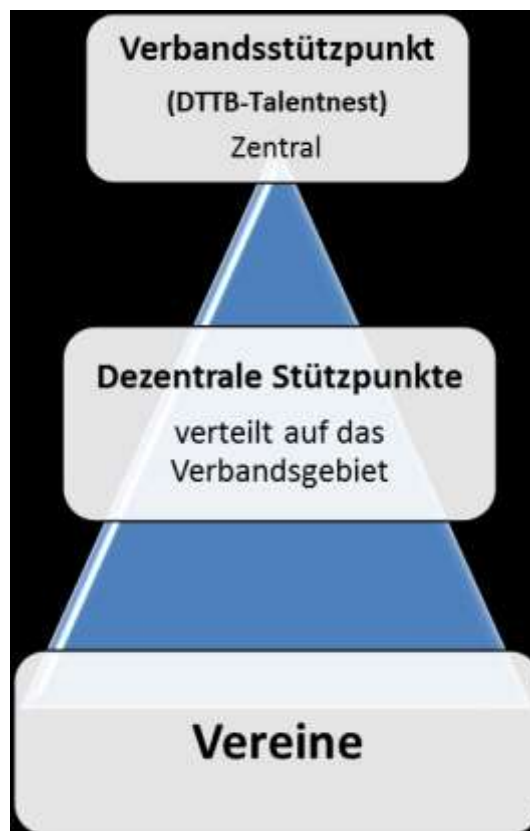 Verbandsstützpunkt
(DTTB-Talentnest)
Zentral
Dezentrale Stützpunkte
verteilt auf das
Verbandsgebiet
Vereine